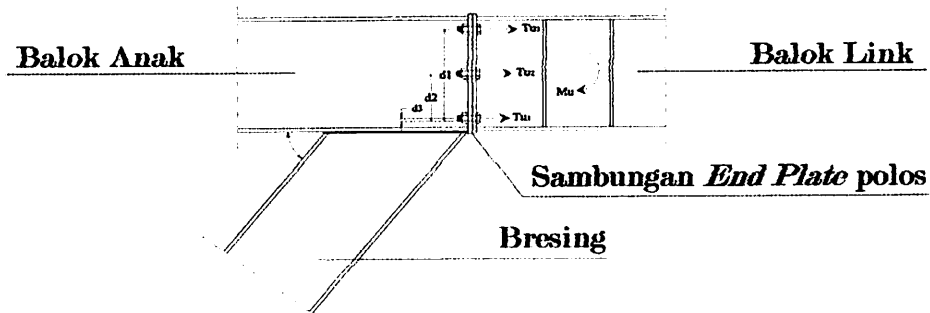 Tu₃
Balok Anak
Balok Link
d1
Tu₂
d2
Mu
d3
Tu₁
Sambungan End Plate polos
Bresing